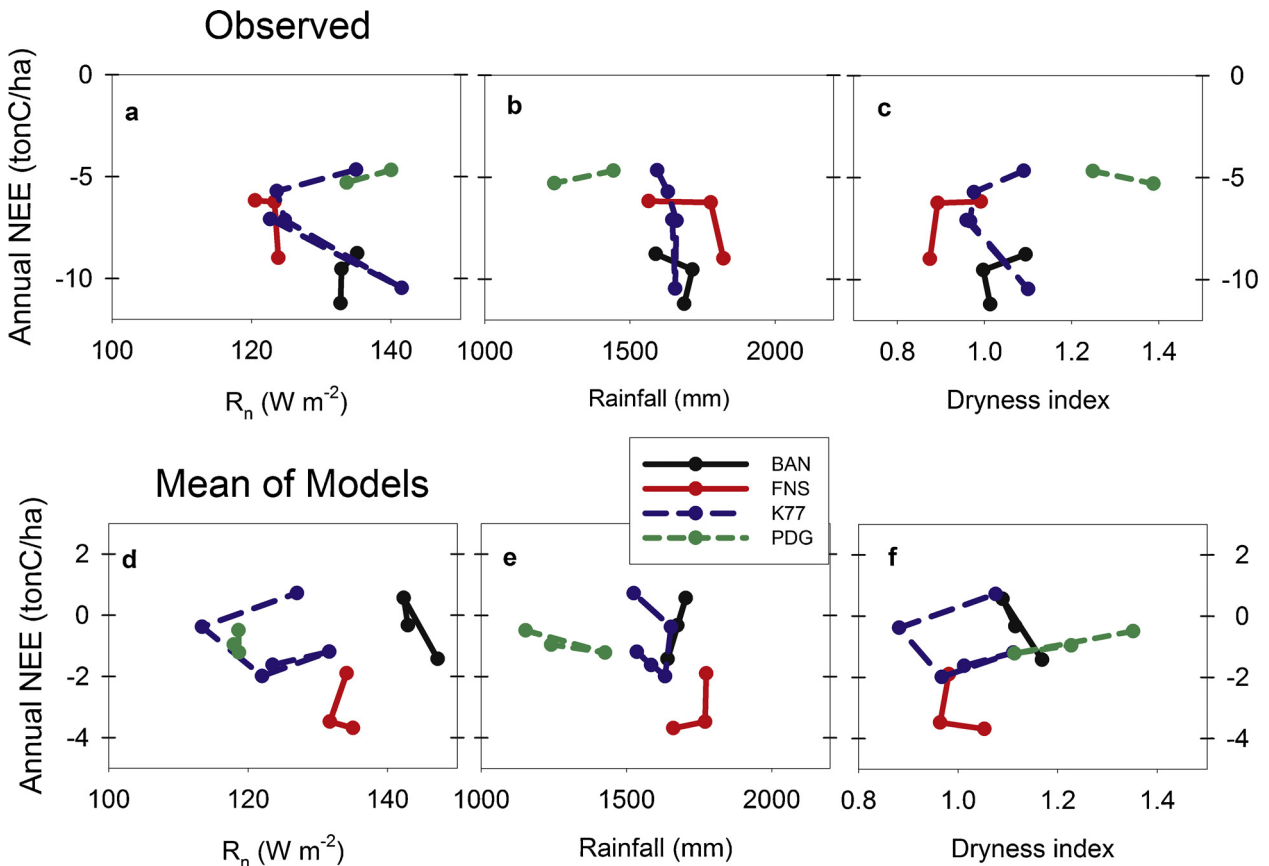 Observed
Annual NEE (tonC/ha)
0
-5
-10
a
b
c
0
-5
-10
100 120 140
1000 1500 2000
0.8 1.0 1.2 1.4
Rn (W m-2)
Rainfall (mm)
Dryness index
BAN
FNS
K77
PDG
Mean of Models
Annual NEE (tonC/ha)
2
0
-2
-4
d
e
f
2
0
-2
-4
100 120 140
1000 1500 2000
0.8 1.0 1.2 1.4
Rn (W m-2)
Rainfall (mm)
Dryness index